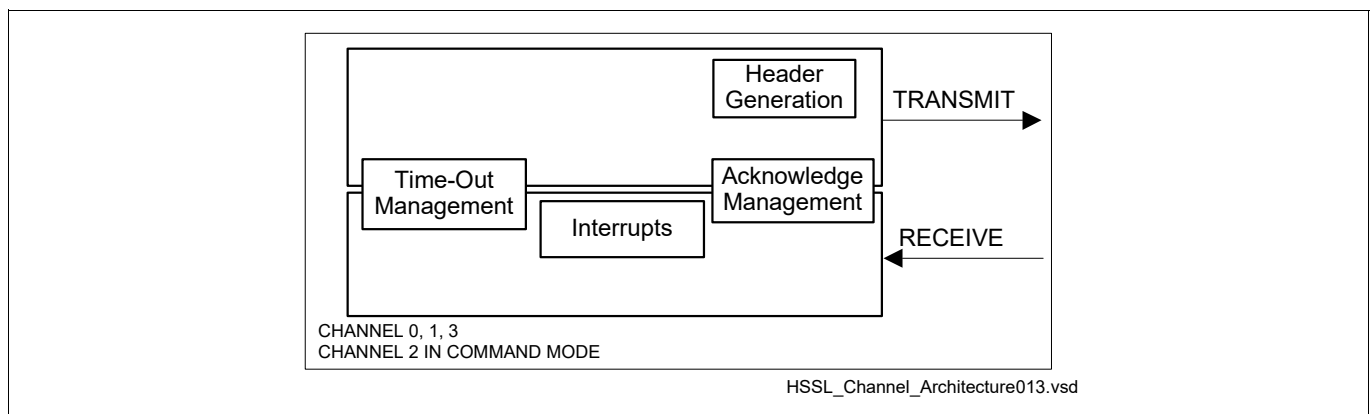 Header
Generation
TRANSMIT
Time-Out
Management
Acknowledge
Management
Interrupts
RECEIVE
CHANNEL 0, 1, 3
CHANNEL 2 IN COMMAND MODE
HSSL_Channel_Architecture013.vsd